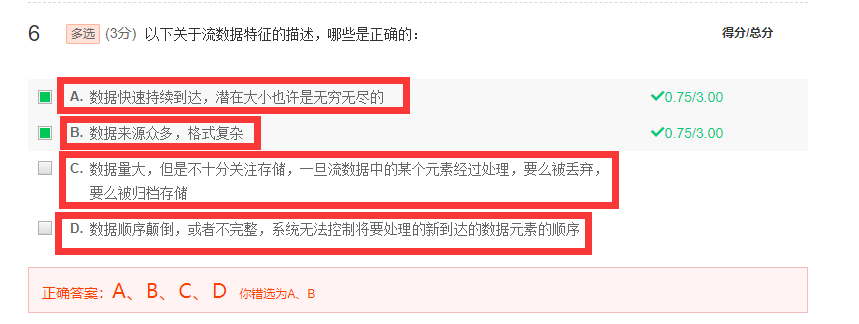 6 多选 (3分) 以下关于流数据特征的描述，哪些是正确的： 得分/总分
A. 数据快速持续到达，潜在大小也许是无穷无尽的 0.75/3.00
B. 数据来源众多，格式复杂 0.75/3.00
C. 数据量大，但是不十分关注存储，一旦流数据中的某个元素经过处理，要么被丢弃，
要么被归档存储
D. 数据顺序颠倒，或者不完整，系统无法控制将要处理的新到达的数据元素的顺序
正确答案：A、B、C、D 你错选为A、B